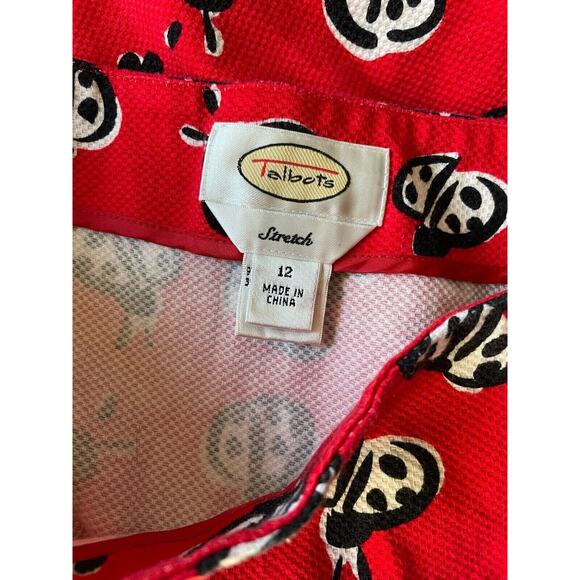 Talbots
Stretch
12
MADE IN
CHINA